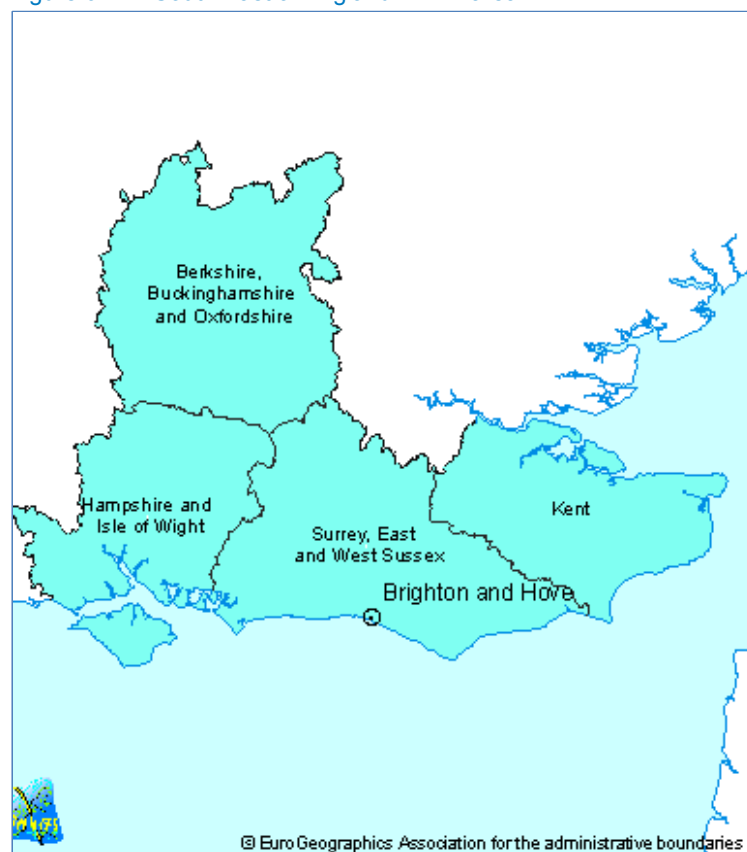 Berkshire,
Buckinghamshire
and Oxfordshire
Hampshire and
Isle of Wight
Surrey, East
and West Sussex
Kent
Brighton and Hove
© EuroGeographics Association for the administrative boundaries